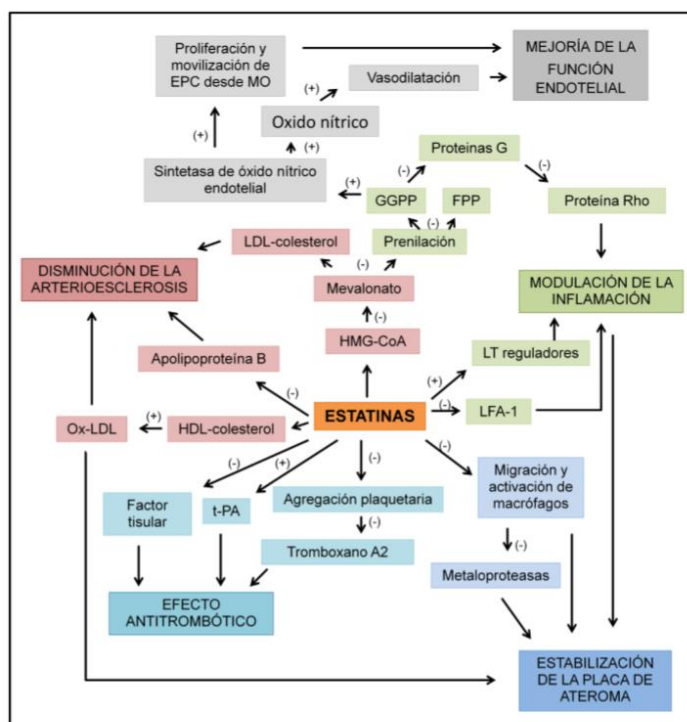 Proliferación y
movilización de
EPC desde MO
MEJORÍA DE LA
FUNCIÓN
ENDOTELIAL
Vasodilatación
(+)
(+)
Oxido nítrico
(+)
Sintetasa de óxido nítrico
endotelial
Proteinas G
(-)
(-)
(+)
GGPP
FPP
Proteína Rho
(-)
LDL-colesterol
Prenilación
DISMINUCIÓN DE LA
ARTERIOESCLEROSIS
(-)
Mevalonato
MODULACIÓN DE LA
INFLAMACIÓN
(-)
HMG-CoA
LT reguladores
Apolipoproteína B
(+)
(-)
ESTATINAS
(-)
LFA-1
Ox-LDL
(+)
HDL-colesterol
(-)
(+)
(-)
(-)
Migración y
activación de
macrófagos
Factor
tisular
t-PA
Agregación plaquetaria
(-)
(-)
Tromboxano A2
Metaloproteasas
EFECTO
ANTITROMBÓTICO
ESTABILIZACIÓN
DE LA PLACA DE
ATEROMA